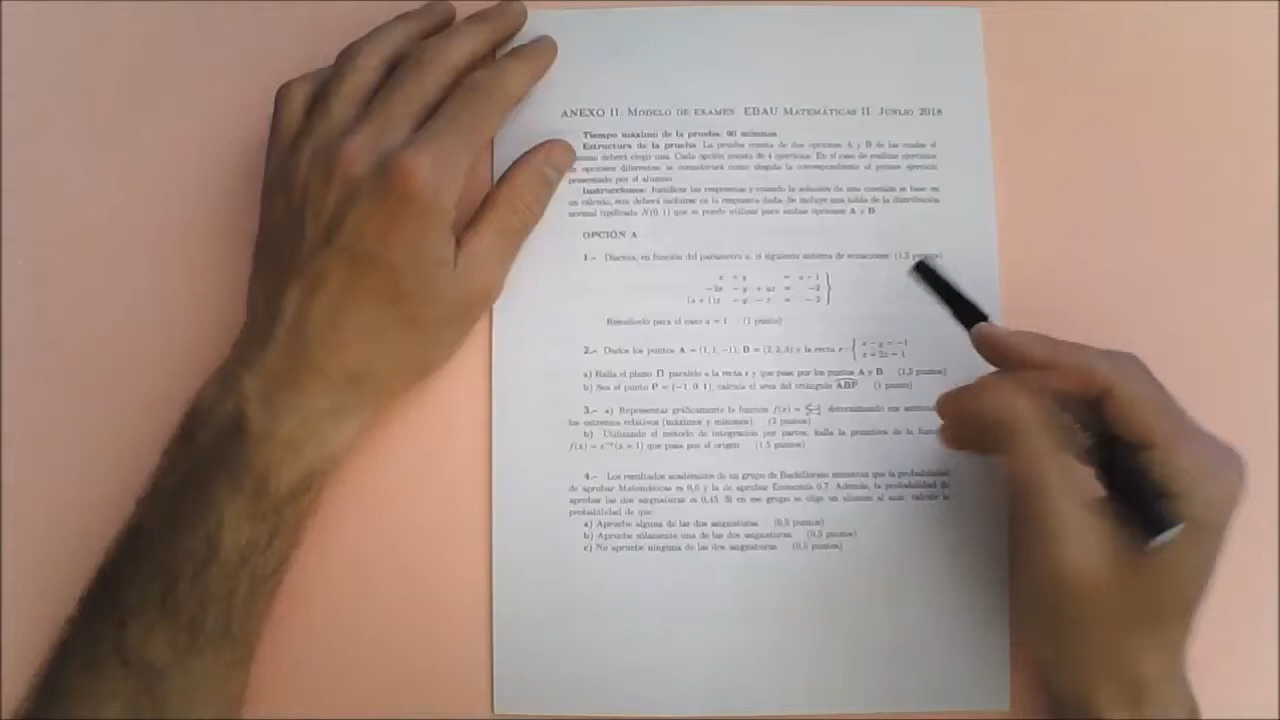 ANEXO II: MODELO DE EXAMEN EBAU MATEMÁTICAS II JUNIO 2018
Tiempo máximo de la prueba: 90 minutos.
Estructura de la prueba: La prueba consta de dos opciones A y B de las cuales el
alumno deberá elegir una. Cada opción consta de 4 ejercicios. En el caso de realizar ejercicios
de opciones diferentes se considerará como elegida la correspondiente al primer ejercicio
presentado por el alumno.
Instrucciones: Justificar las respuestas y cuando la solución de una cuestión se base en
un cálculo, éste deberá incluirse en la respuesta dada. Se incluye una tabla de la distribución
normal tipificada N(0, 1) que se puede utilizar para ambas opciones A y B.
OPCIÓN A
1.- Discuta, en función del parámetro a, el siguiente sistema de ecuaciones: (1,5 puntos)
Resuélvelo para el caso a = 1 (1 puntos)
2.- Dados los puntos A = (1, 1, -1), B = (2, 2, 3) y la recta r
a) Halla el plano Π paralelo a la recta r y que pase por los puntos A y B (1,5 puntos)
b) Sea el punto P = (-1, 0, 1), calcula el área del triángulo ABP (1 punto)
3.- a) Representar gráficamente la función f(x) = determinando
los extremos relativos (máximos y mínimos) (2 puntos)
b) Utilizando el método de integración por partes, halla la primitiva de la
(x + 1) que pasa por el origen (1,5 puntos)
4.- Los resultados académicos de un grupo de Bachillerato muestran que la probabilidad
de aprobar Matemáticas es 0,6 y la de aprobar Economía 0,7. Además, la probabilidad de
aprobar las dos asignaturas es 0,45. Si en ese grupo se elige un alumno al azar, calcule la
probabilidad de que:
a) Apruebe alguna de las dos asignaturas (0,5 puntos)
b) Apruebe sólamente una de las dos asignaturas (0,5 puntos)
c) No apruebe ninguna de las dos asignaturas (0,5 puntos)